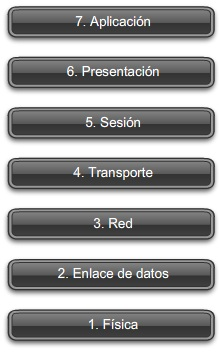 7. Aplicación
6. Presentación
5. Sesión
4. Transporte
3. Red
2. Enlace de datos
1. Física